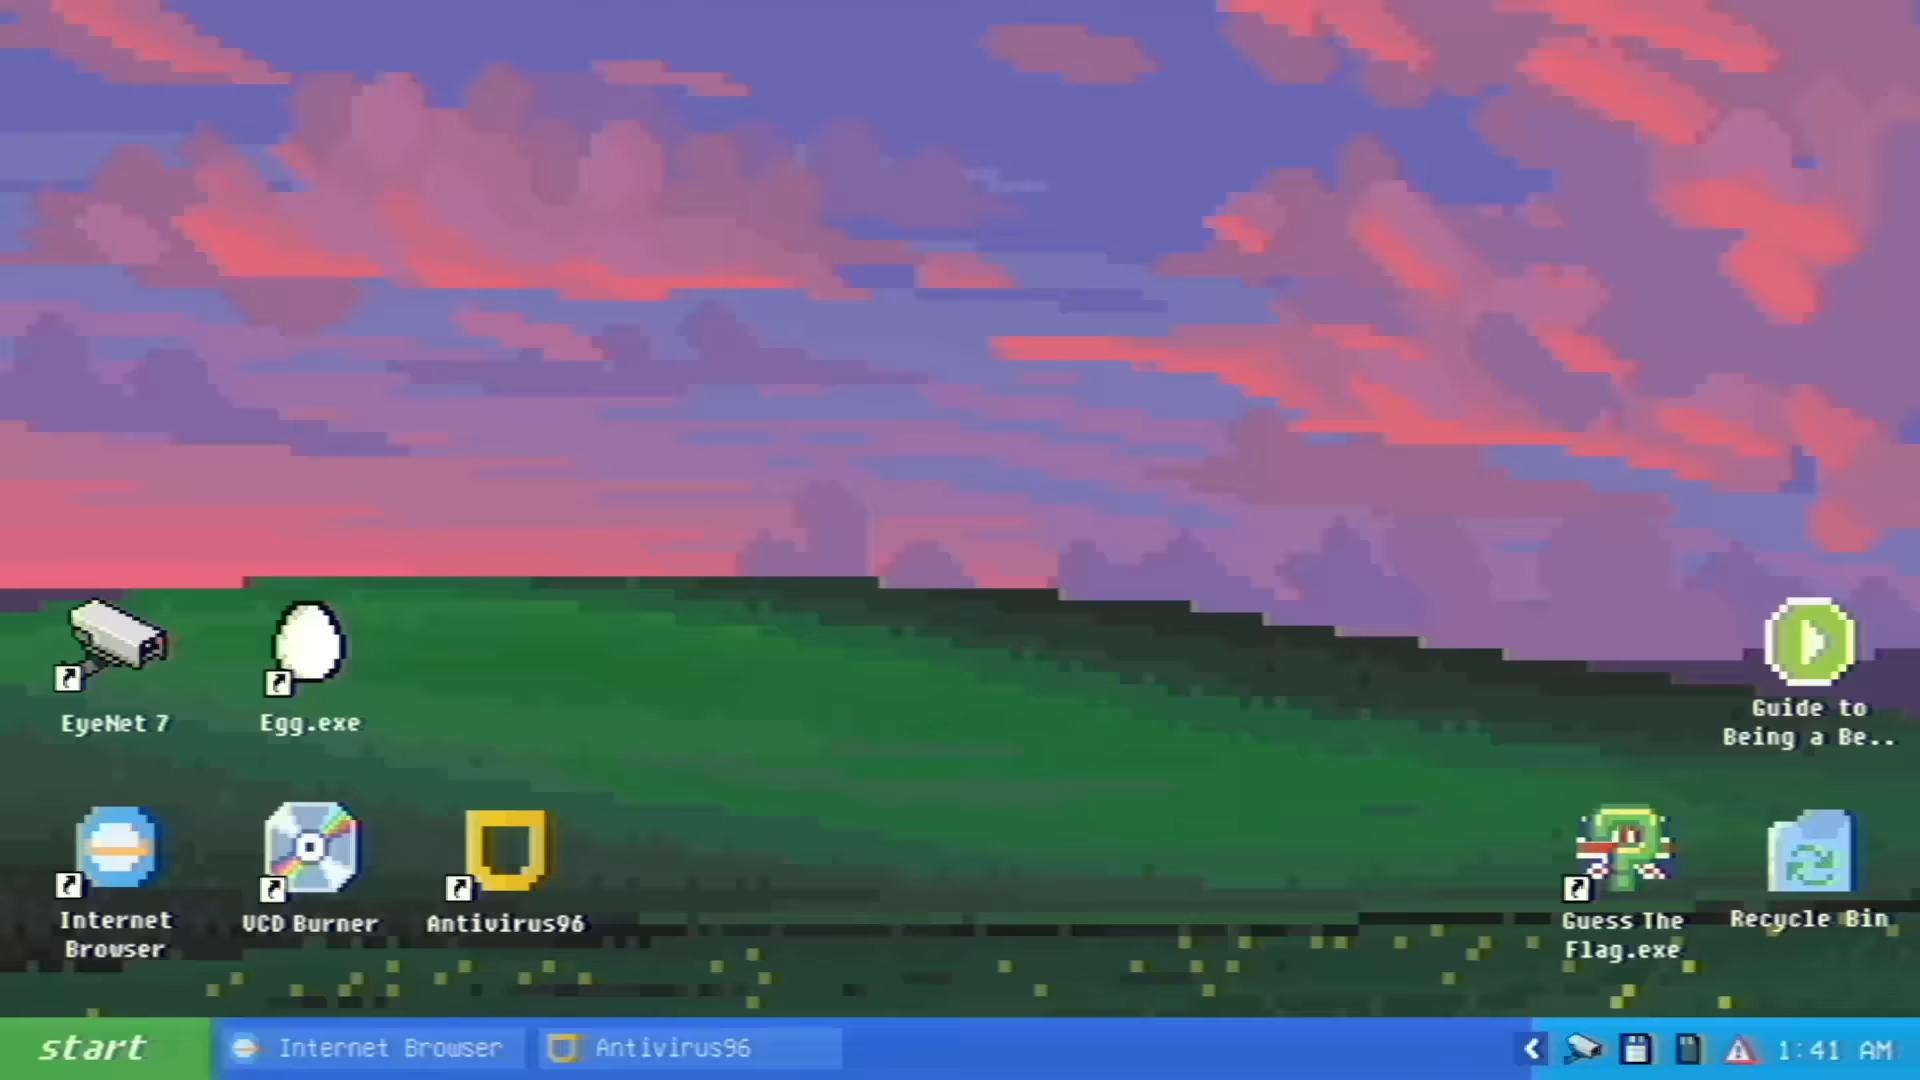 EyeNet 7
Egg.exe
Guide to
Being a Be..
Internet
Browser
VCD Burner
Antivirus96
Guess The
Flag.exe
Recycle Bin
start
Internet Browser
Antivirus96
1:41 AM